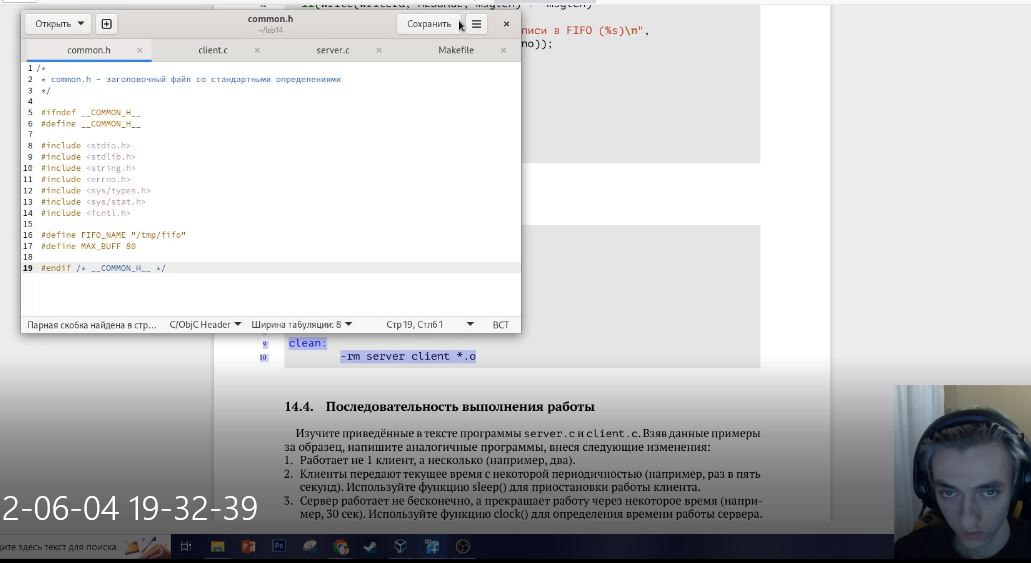 Открыть
common.h
~/lab14
Сохранить
common.h
client.c
server.c
Makefile
1 /*
2 * common.h - заголовочный файл со стандартными определениями
3 */
4
5 #ifndef __COMMON_H__
6 #define __COMMON_H__
7
8 #include <stdio.h>
9 #include <stdlib.h>
10 #include <string.h>
11 #include <errno.h>
12 #include <sys/types.h>
13 #include <sys/stat.h>
14 #include <fcntl.h>
15
16 #define FIFO_NAME "/tmp/fifo"
17 #define MAX_BUFF 80
18
19 #endif /* __COMMON_H__ */
Парная скобка найдена в стр… C/ObjC Header Ширина табуляции: 8 Стр 19, Стлб 1 ВСТ
в FIFO (%s)\n",
9 clean:
10 -rm server client *.o
14.4. Последовательность выполнения работы
Изучите приведённые в тексте программы server.c и client.c. Взяв данные примеры
за образец, напишите аналогичные программы, внеся следующие изменения:
1. Работает не 1 клиент, а несколько (например, два).
2. Клиенты передают текущее время с некоторой периодичностью (например, раз в пять
секунд). Используйте функцию sleep() для приостановки работы клиента.
3. Сервер работает не бесконечно, а прекращает работу через некоторое время (напри-
мер, 30 сек). Используйте функцию clock() для определения времени работы сервера.
2-06-04 19-32-39
здесь текст для поиска